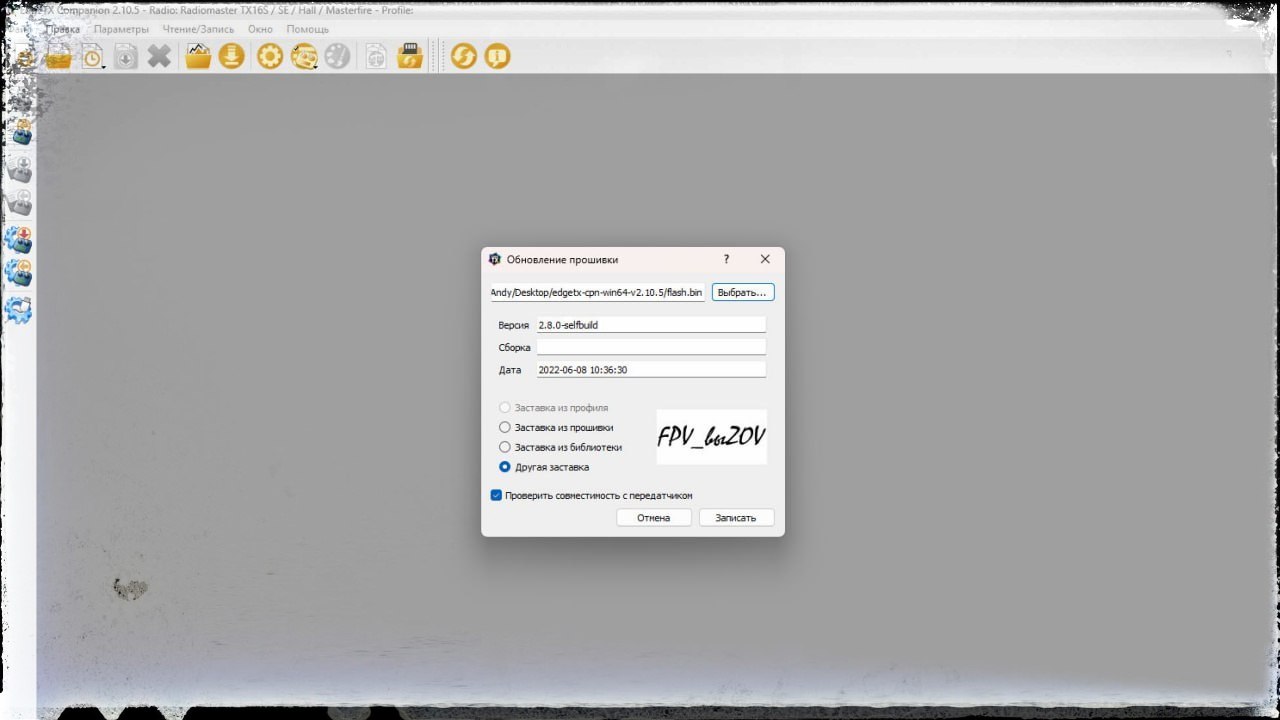 TX Companion 2.10.5 - Radio: Radiomaster TX16S / SE / Hall / Masterfire - Profile:
Правка Параметры Чтение/Запись Окно Помощь
Обновление прошивки ?
Andy/Desktop/edgetx-cpn-win64-v2.10.5/flash.bin Выбрать...
Версия 2.8.0-selfbuild
Сборка
Дата 2022-06-08 10:36:30
Заставка из профиля
Заставка из прошивки
FPV_выZOV
Заставка из библиотеки
Другая заставка
Проверить совместимость с передатчиком
Отмена Записать